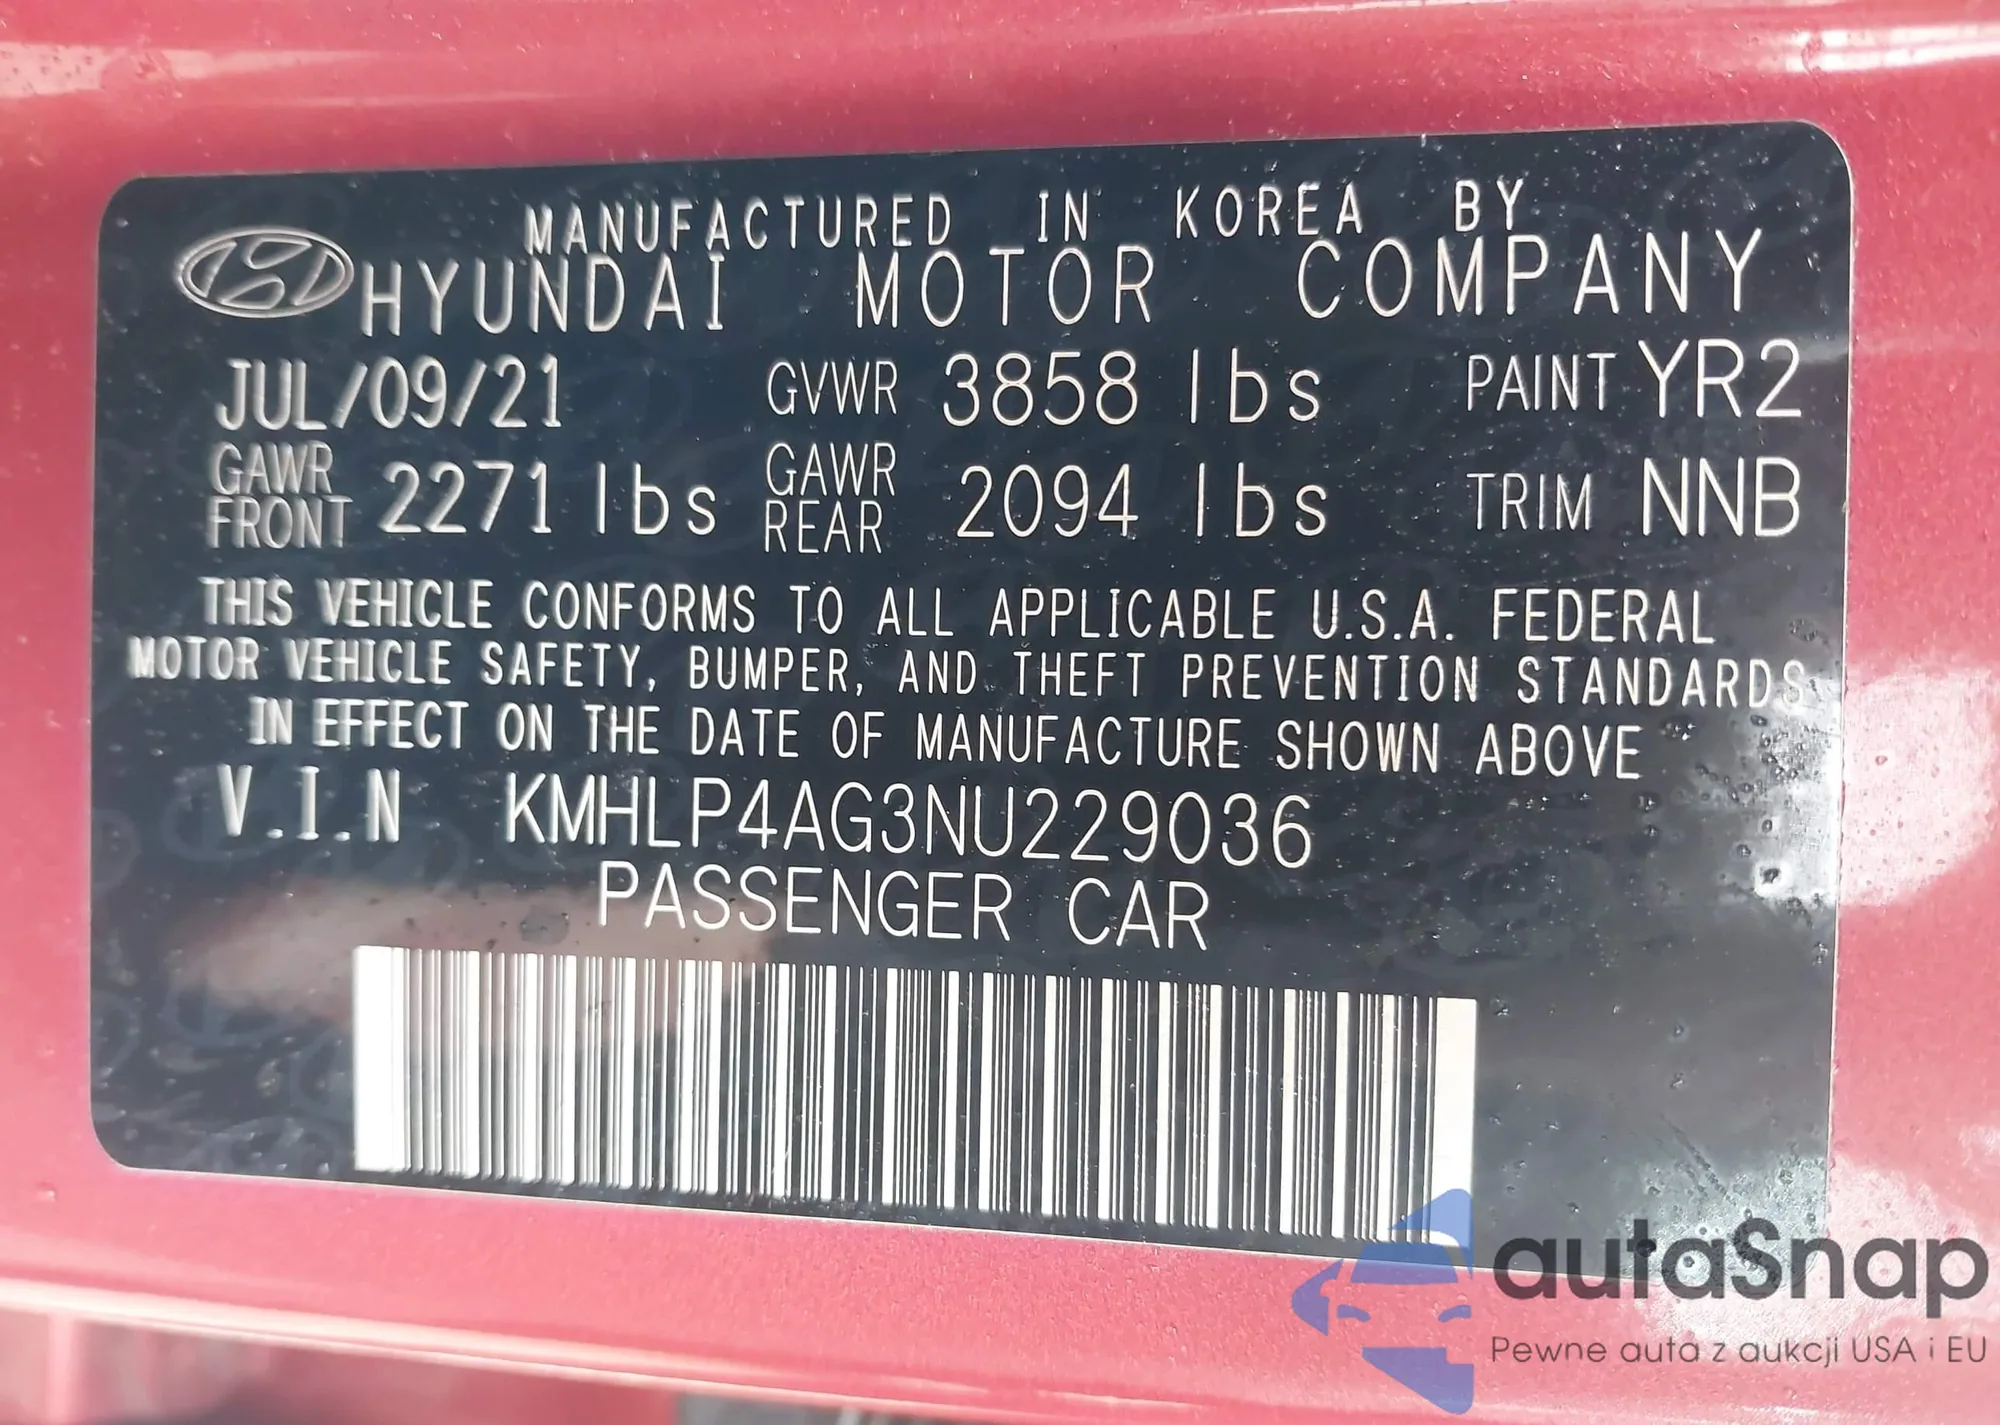 MANUFACTURED IN KOREA BY
HYUNDAI MOTOR COMPANY
JUL/09/21 GVWR 3858 lbs PAINT YR2
GAWR FRONT 2271 lbs GAWR REAR 2094 lbs TRIM NNB
THIS VEHICLE CONFORMS TO ALL APPLICABLE U.S.A. FEDERAL
MOTOR VEHICLE SAFETY, BUMPER, AND THEFT PREVENTION STANDARDS
IN EFFECT ON THE DATE OF MANUFACTURE SHOWN ABOVE
V.I.N KMHLP4AG3NU229036
PASSENGER CAR
autaSnap
Pewne auta z aukcji USA i EU